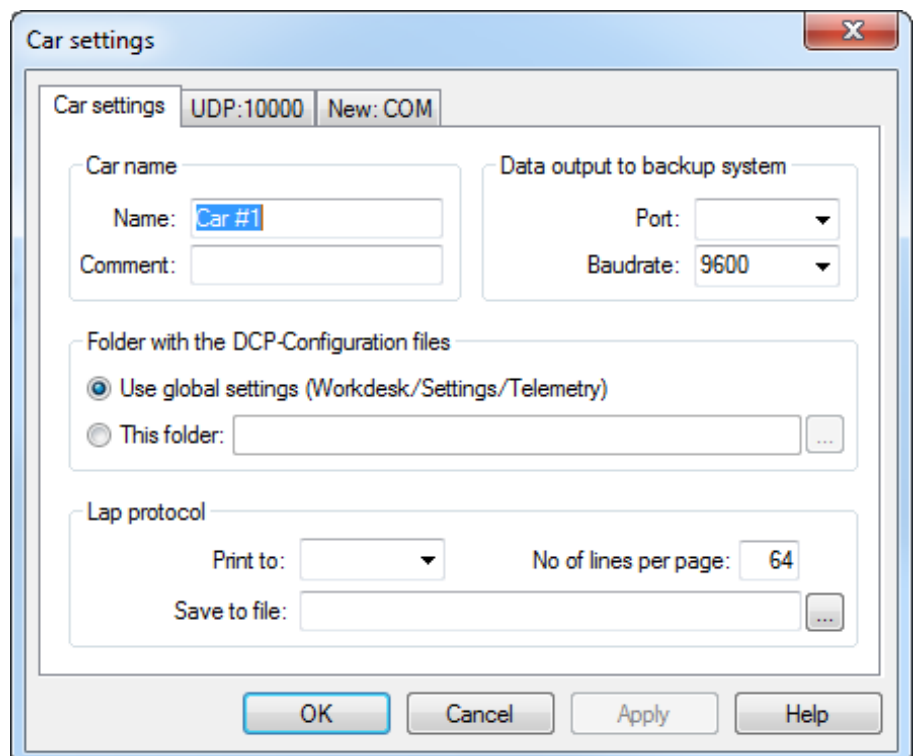 Car settings
Car settings UDP:10000 New: COM
Car name
Name: Car #1
Comment:
Data output to backup system
Port:
Baudrate: 9600
Folder with the DCP-Configuration files
Use global settings (Workdesk/Settings/Telemetry)
This folder: ...
Lap protocol
Print to: No of lines per page: 64
Save to file: ...
OK Cancel Apply Help